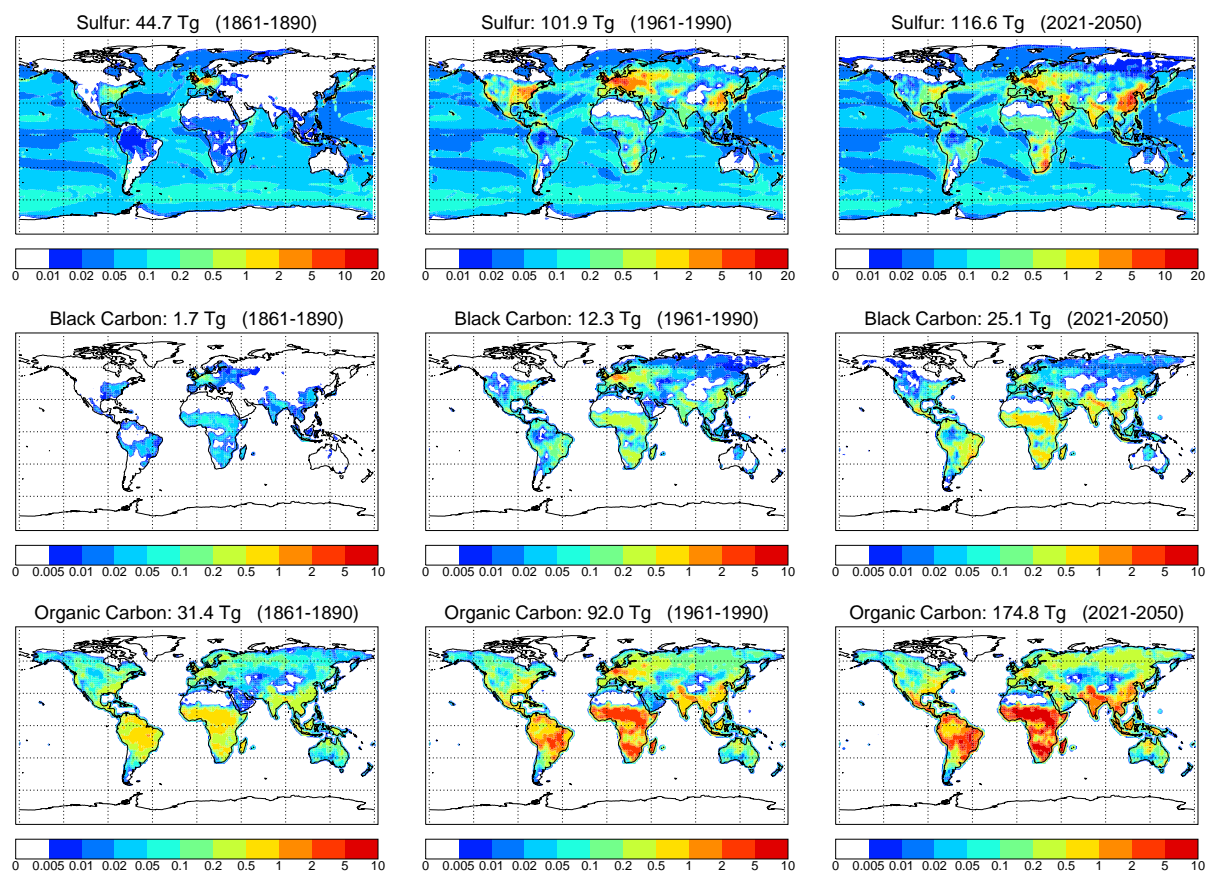 Sulfur: 44.7 Tg (1861-1890) Sulfur: 101.9 Tg (1961-1990) Sulfur: 116.6 Tg (2021-2050)
0 0.01 0.02 0.05 0.1 0.2 0.5 1 2 5 10 20 0 0.01 0.02 0.05 0.1 0.2 0.5 1 2 5 10 20 0 0.01 0.02 0.05 0.1 0.2 0.5 1 2 5 10 20
Black Carbon: 1.7 Tg (1861-1890) Black Carbon: 12.3 Tg (1961-1990) Black Carbon: 25.1 Tg (2021-2050)
0 0.005 0.01 0.02 0.05 0.1 0.2 0.5 1 2 5 10 0 0.005 0.01 0.02 0.05 0.1 0.2 0.5 1 2 5 10 0 0.005 0.01 0.02 0.05 0.1 0.2 0.5 1 2 5 10
Organic Carbon: 31.4 Tg (1861-1890) Organic Carbon: 92.0 Tg (1961-1990) Organic Carbon: 174.8 Tg (2021-2050)
0 0.005 0.01 0.02 0.05 0.1 0.2 0.5 1 2 5 10 0 0.005 0.01 0.02 0.05 0.1 0.2 0.5 1 2 5 10 0 0.005 0.01 0.02 0.05 0.1 0.2 0.5 1 2 5 10